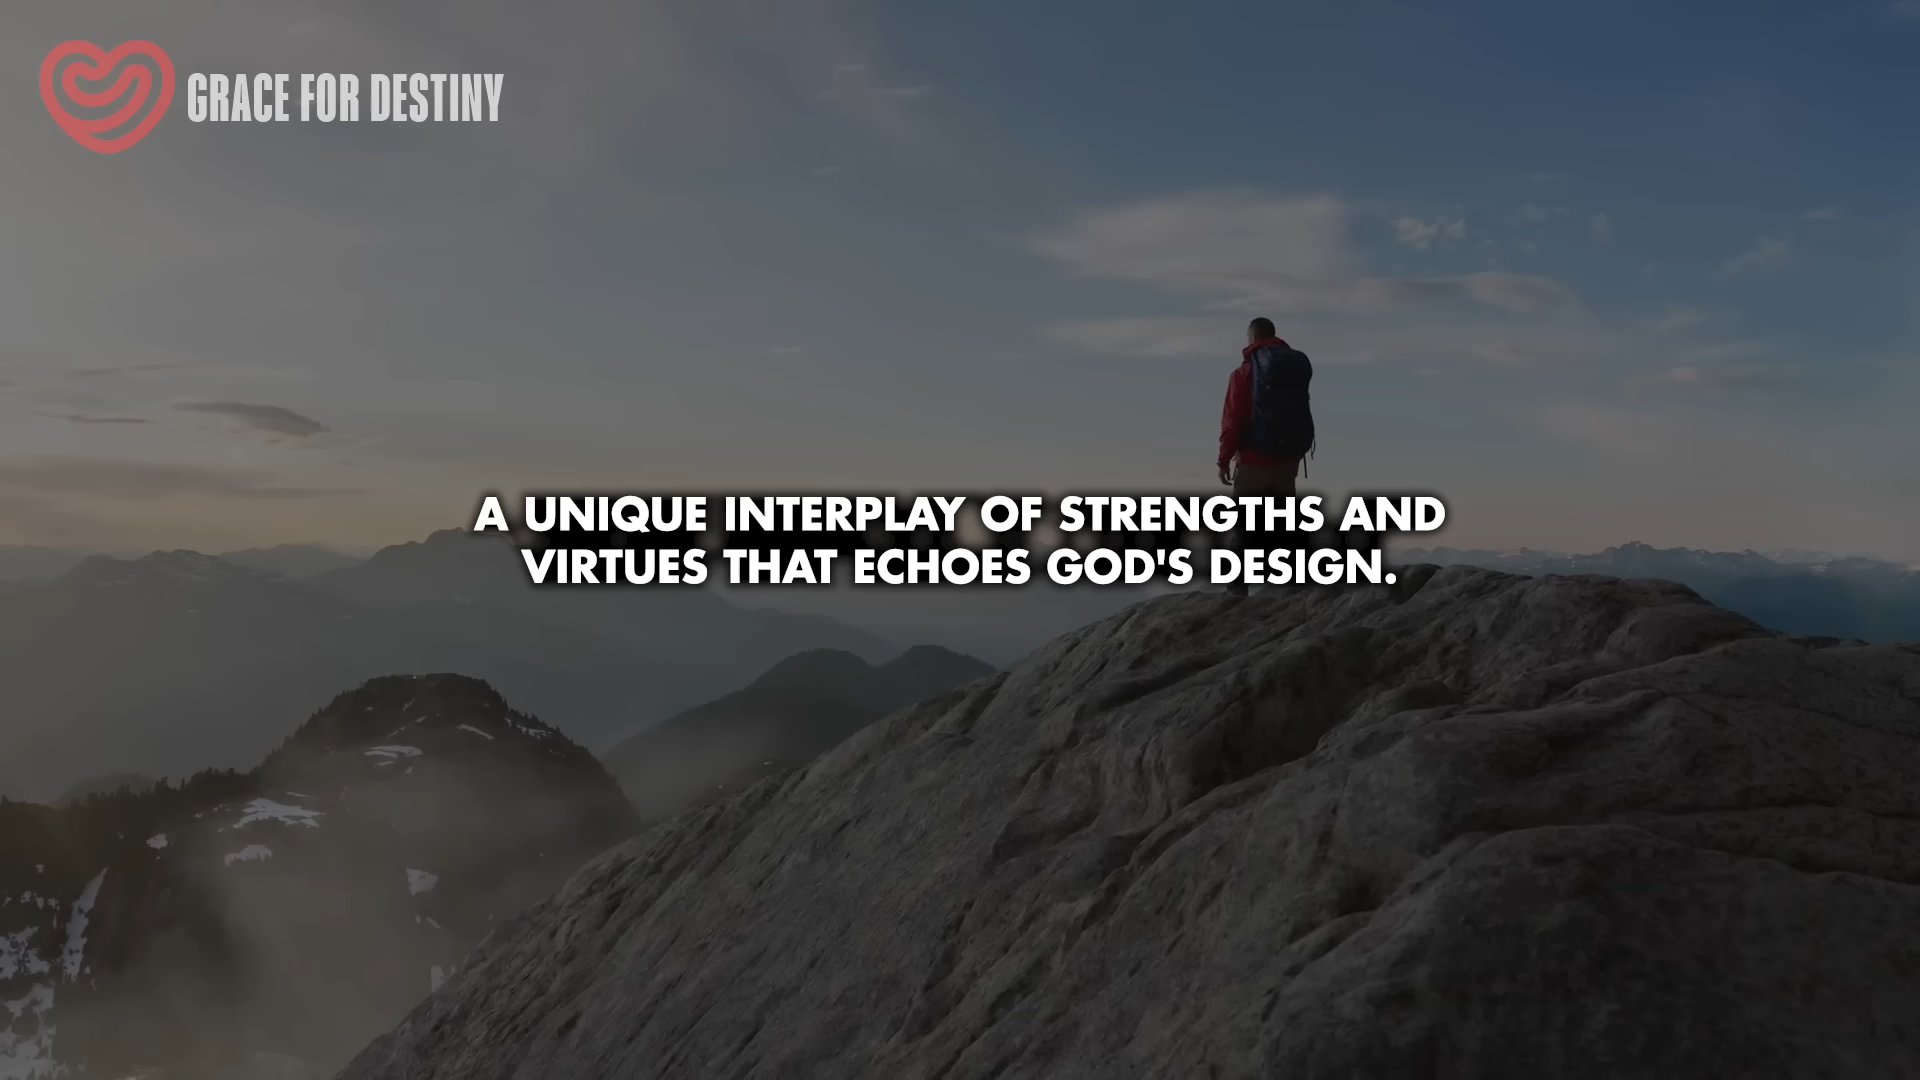 GRACE FOR DESTINY
A UNIQUE INTERPLAY OF STRENGTHS AND
VIRTUES THAT ECHOES GOD'S DESIGN.